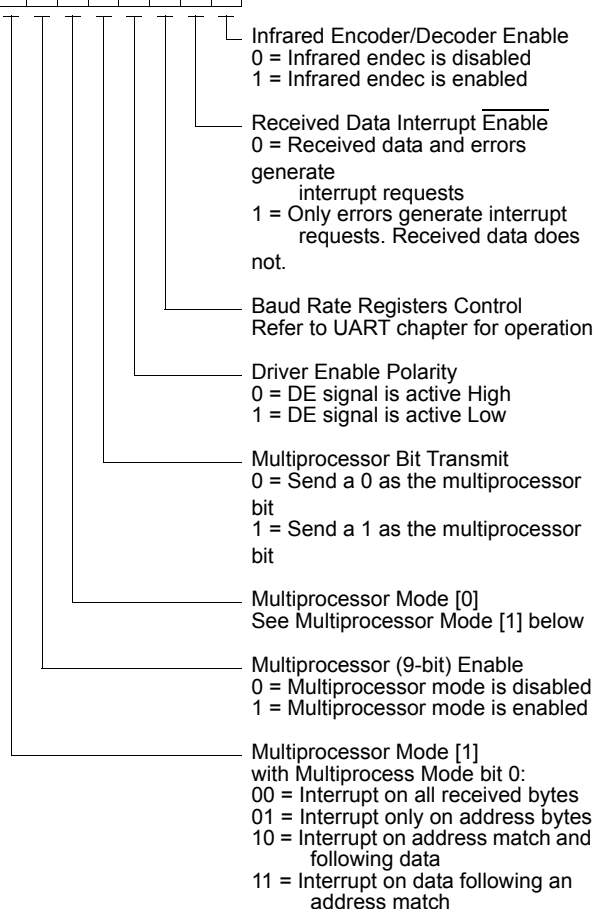 Infrared Encoder/Decoder Enable
0 = Infrared endec is disabled
1 = Infrared endec is enabled
Received Data Interrupt Enable
0 = Received data and errors
generate
interrupt requests
1 = Only errors generate interrupt
requests. Received data does
not.
Baud Rate Registers Control
Refer to UART chapter for operation
Driver Enable Polarity
0 = DE signal is active High
1 = DE signal is active Low
Multiprocessor Bit Transmit
0 = Send a 0 as the multiprocessor
bit
1 = Send a 1 as the multiprocessor
bit
Multiprocessor Mode [0]
See Multiprocessor Mode [1] below
Multiprocessor (9-bit) Enable
0 = Multiprocessor mode is disabled
1 = Multiprocessor mode is enabled
Multiprocessor Mode [1]
with Multiprocess Mode bit 0:
00 = Interrupt on all received bytes
01 = Interrupt only on address bytes
10 = Interrupt on address match and
following data
11 = Interrupt on data following an
address match